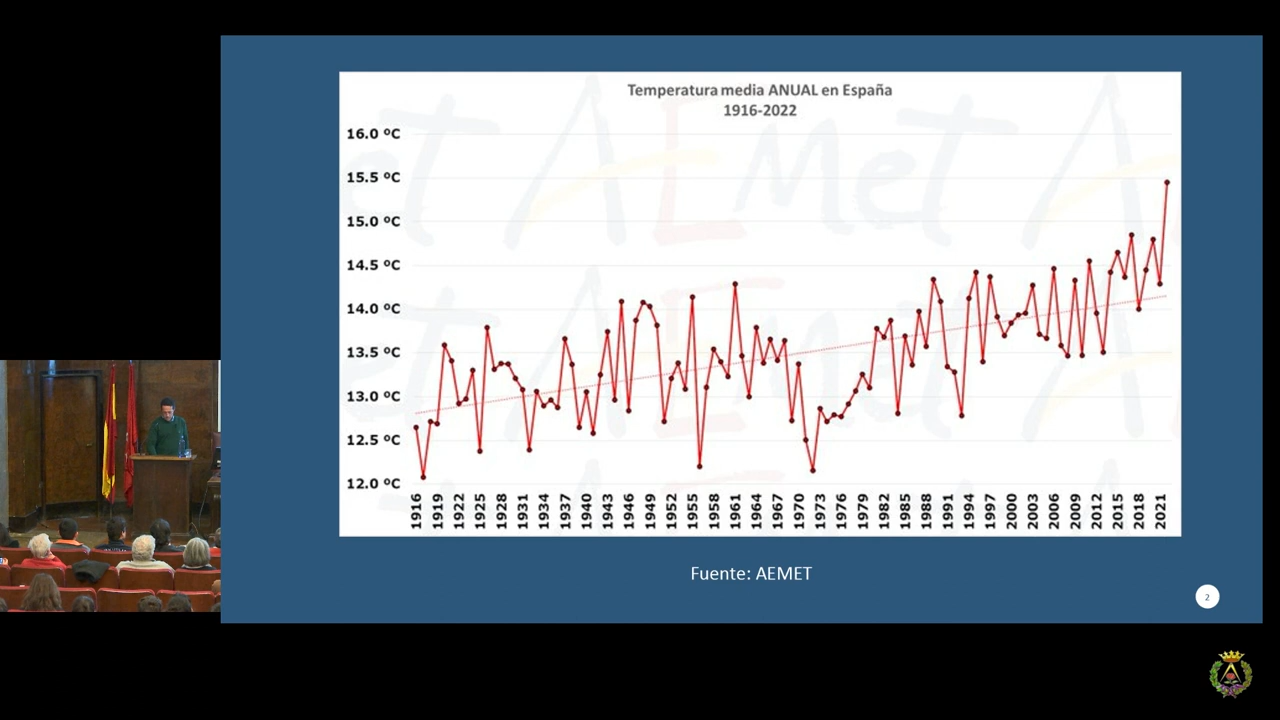 Temperatura media ANUAL en España
1916-2022
16.0 ºC
15.5 ºC
15.0 ºC
14.5 ºC
14.0 ºC
13.5 ºC
13.0 ºC
12.5 ºC
12.0 ºC
1916 1919 1922 1925 1928 1931 1934 1937 1940 1943 1946 1949 1952 1955 1958 1961 1964 1967 1970 1973 1976 1979 1982 1985 1988 1991 1994 1997 2000 2003 2006 2009 2012 2015 2018 2021
AEMet
Fuente: AEMET
2